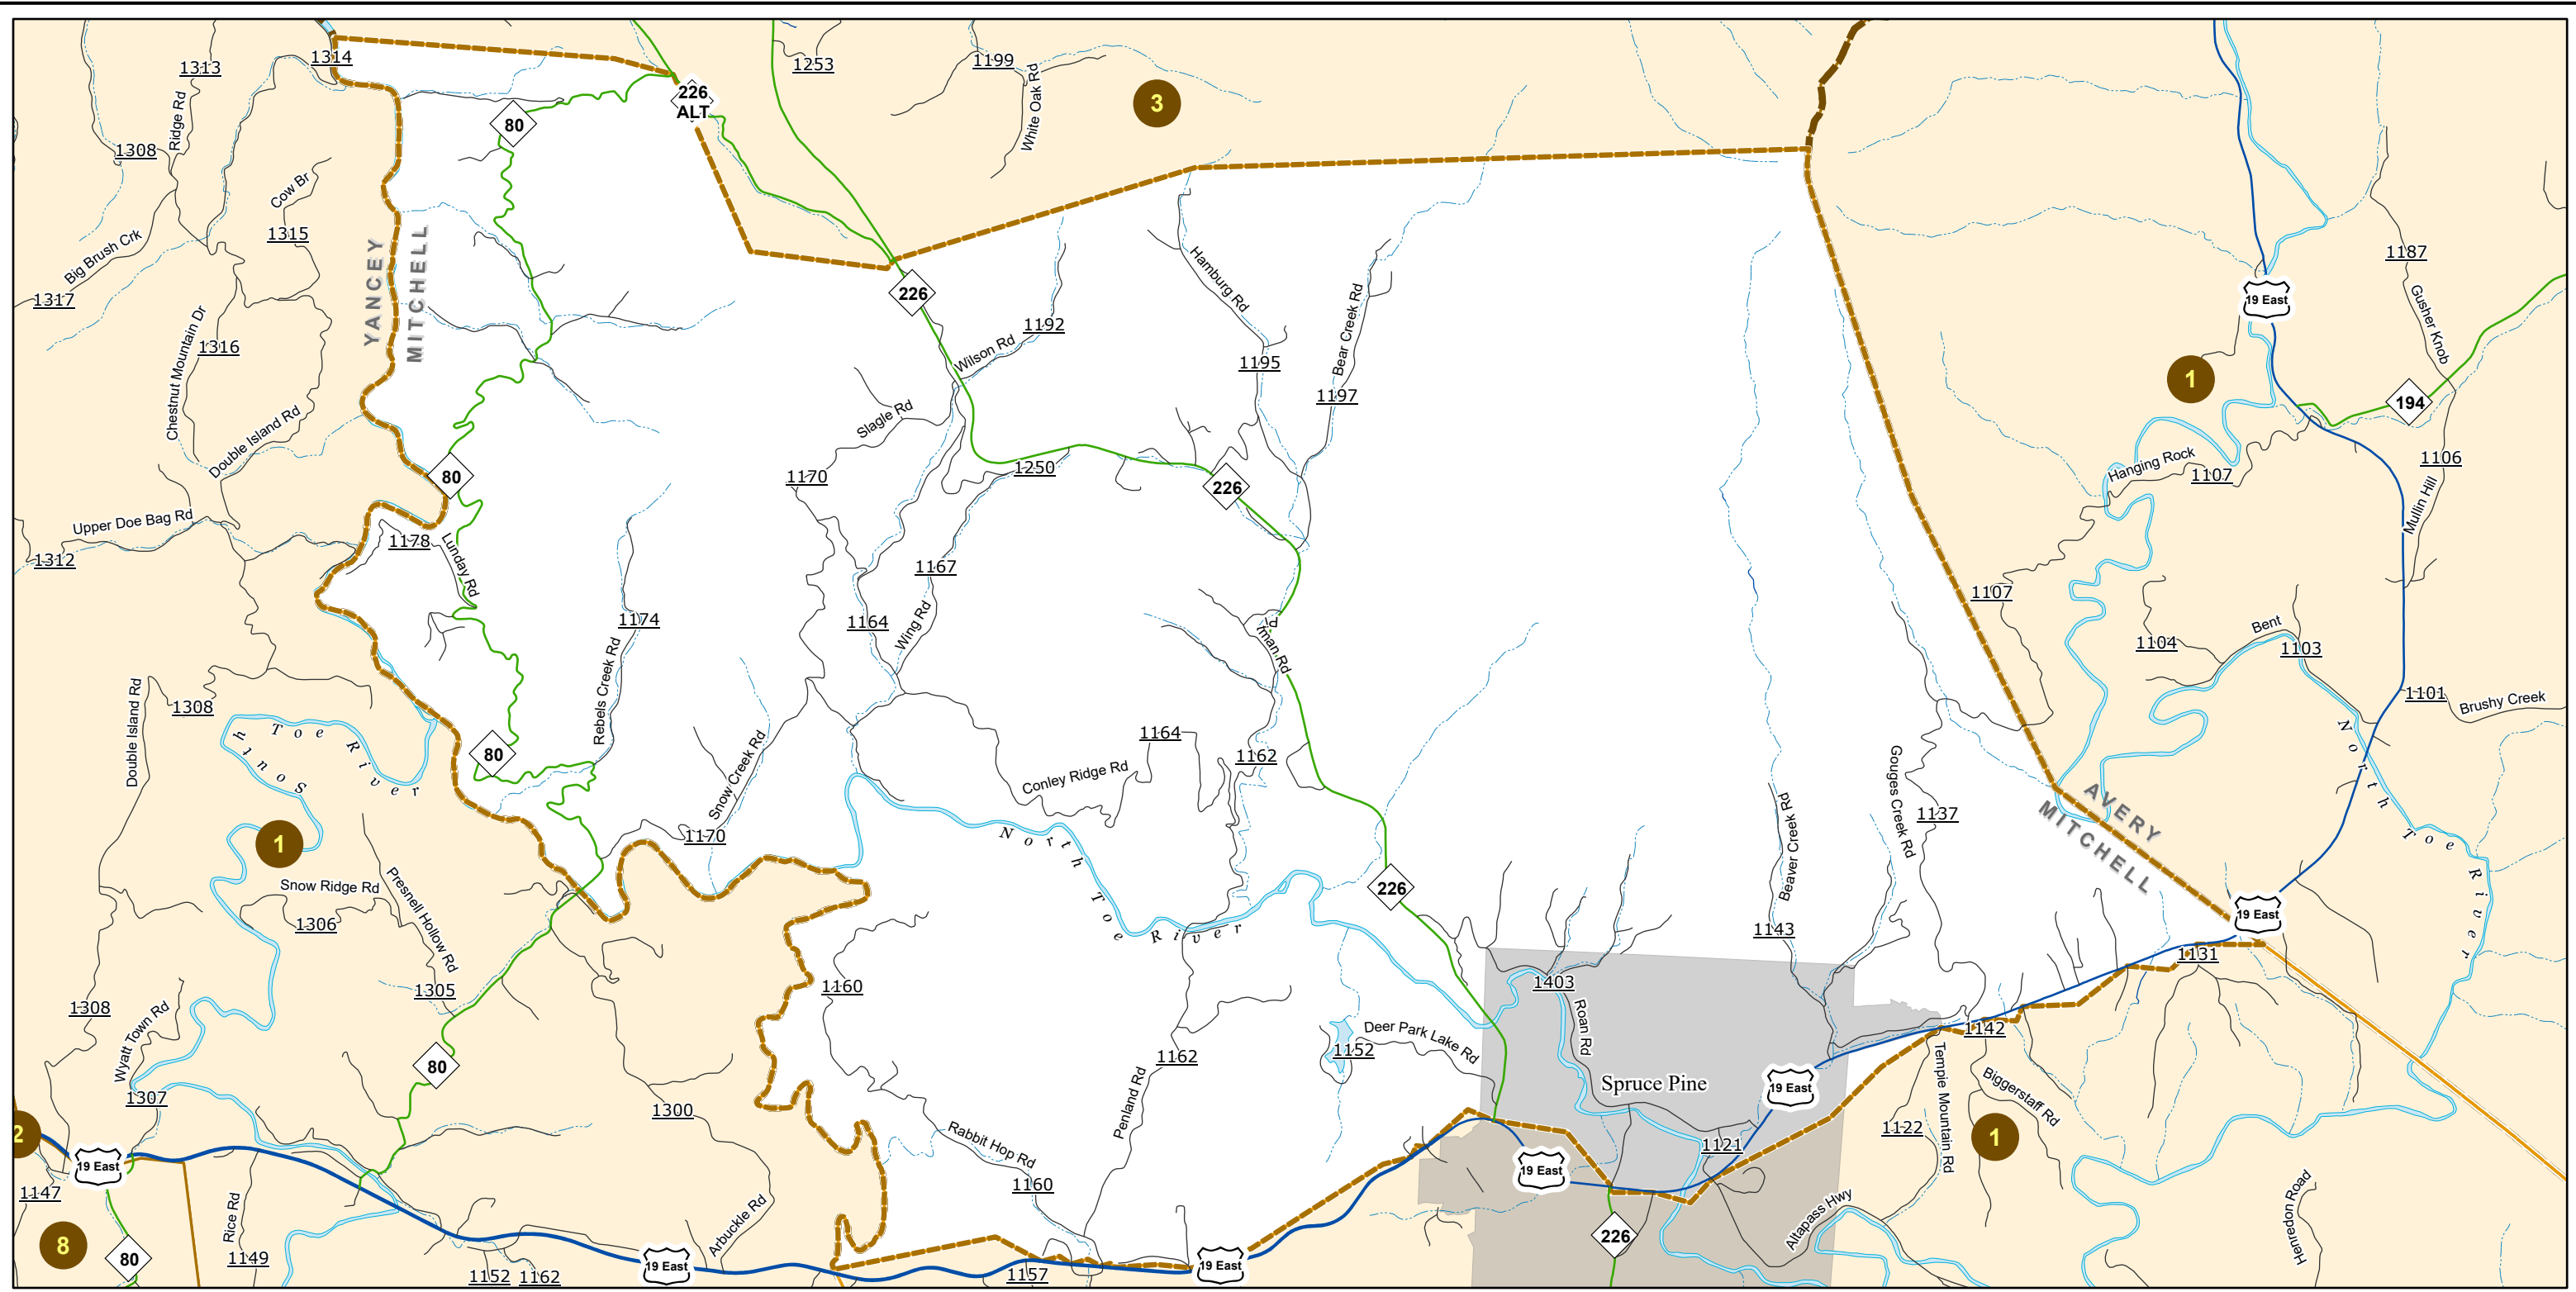 1314
1313
1253
1199
3
226
ALT
80
Ridge Rd
White Oak Rd
1308
Cow Br
1315
Big Brush Crk
1317
YANCEY
MITCHELL
226
Hamburg Rd
Bear Creek Rd
1187
19 East
Gusher Knob
1192
Wilson Rd
Chestnut Mountain Dr
1316
1195
1197
1
194
Slagle Rd
Double Island Rd
80
1170
1250
226
Hanging Rock
1107
1106
Mullin Hill
Upper Doe Bag Rd
1312
1178
Lunday Rd
1167
1107
1174
1164
Wing Rd
1104
Bent
1103
Rebels Creek Rd
Double Island Rd
1308
1101
Brushy Creek
South Toe River
80
1164
1162
Snow Creek Rd
Conley Ridge Rd
North Toe River
1170
1
Beaver Creek Rd
Gouges Creek Rd
1137
AVERY
MITCHELL
North Toe River
Snow Ridge Rd
1306
Presnell Hollow Rd
226
1143
19 East
1131
1305
1160
1403
Roan Rd
1308
Wyatt Town Rd
1142
Deer Park Lake Rd
1152
1162
80
Spruce Pine
19 East
Temple Mountain Rd
Biggerstaff Rd
1307
1300
Penland Rd
1122
1
2
Rabbit Hop Rd
1121
19 East
19 East
1147
1160
Rice Rd
Arbuckle Rd
Altapass Hwy
Henredon Road
8
80
1149
226
19 East
19 East
1152
1162
1157